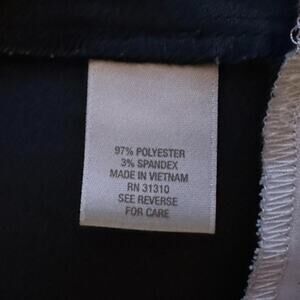 97% POLYESTER
3% SPANDEX
MADE IN VIETNAM
RN 31310
SEE REVERSE
FOR CARE